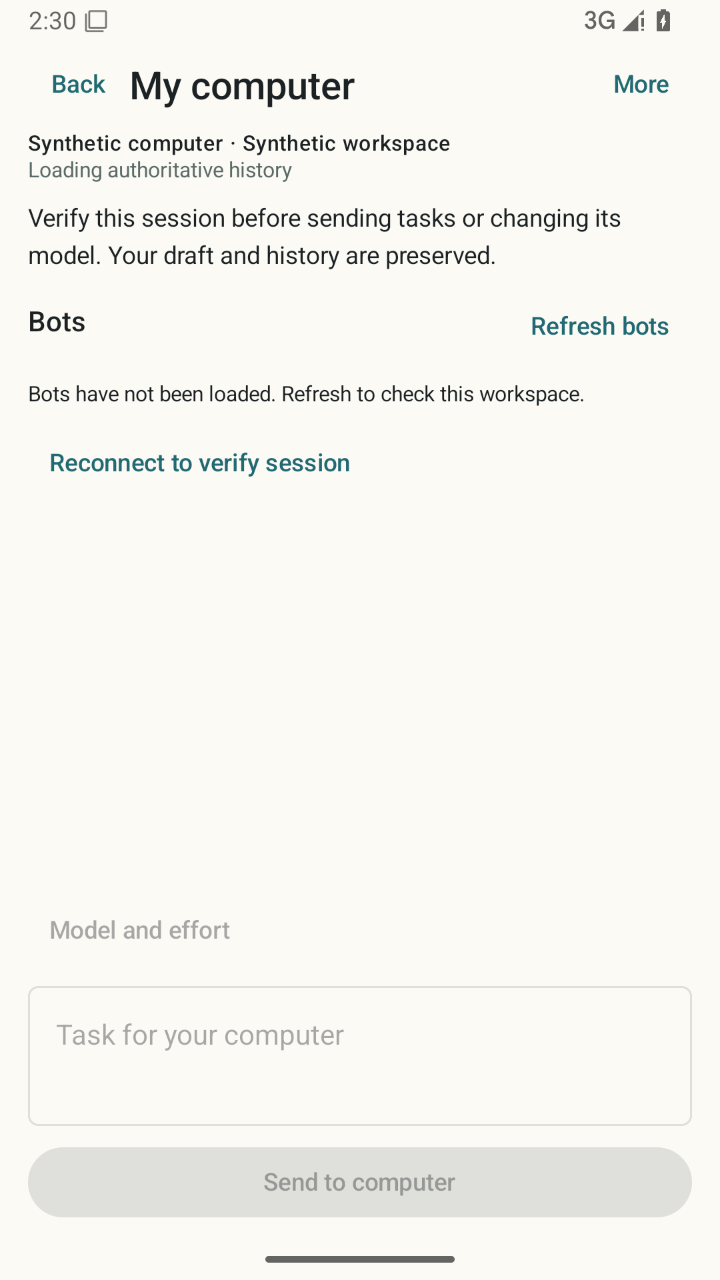 2:30 3G
Back My computer More
Synthetic computer · Synthetic workspace
Loading authoritative history
Verify this session before sending tasks or changing its
model. Your draft and history are preserved.
Bots Refresh bots
Bots have not been loaded. Refresh to check this workspace.
Reconnect to verify session
Model and effort
Task for your computer
Send to computer